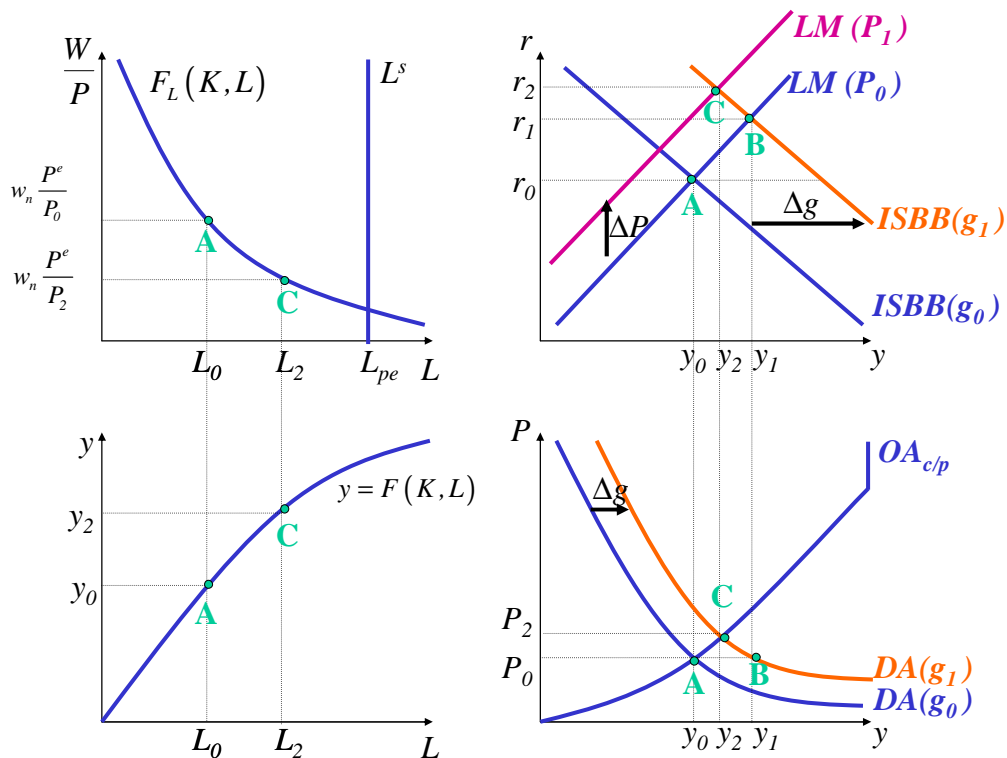 W/P
F_L(K,L)
L^s
w_n P^e/P_0
A
w_n P^e/P_2
C
L_0
L_2
L_pe
L
r
LM (P_1)
LM (P_0)
r_2
C
r_1
B
r_0
A
Δg
ΔP
ISBB(g_1)
ISBB(g_0)
y_0
y_2
y_1
y
y
y = F(K,L)
y_2
C
y_0
A
L_0
L_2
L
P
OA_c/p
Δg
C
P_2
P_0
A
B
DA(g_1)
DA(g_0)
y_0
y_2
y_1
y